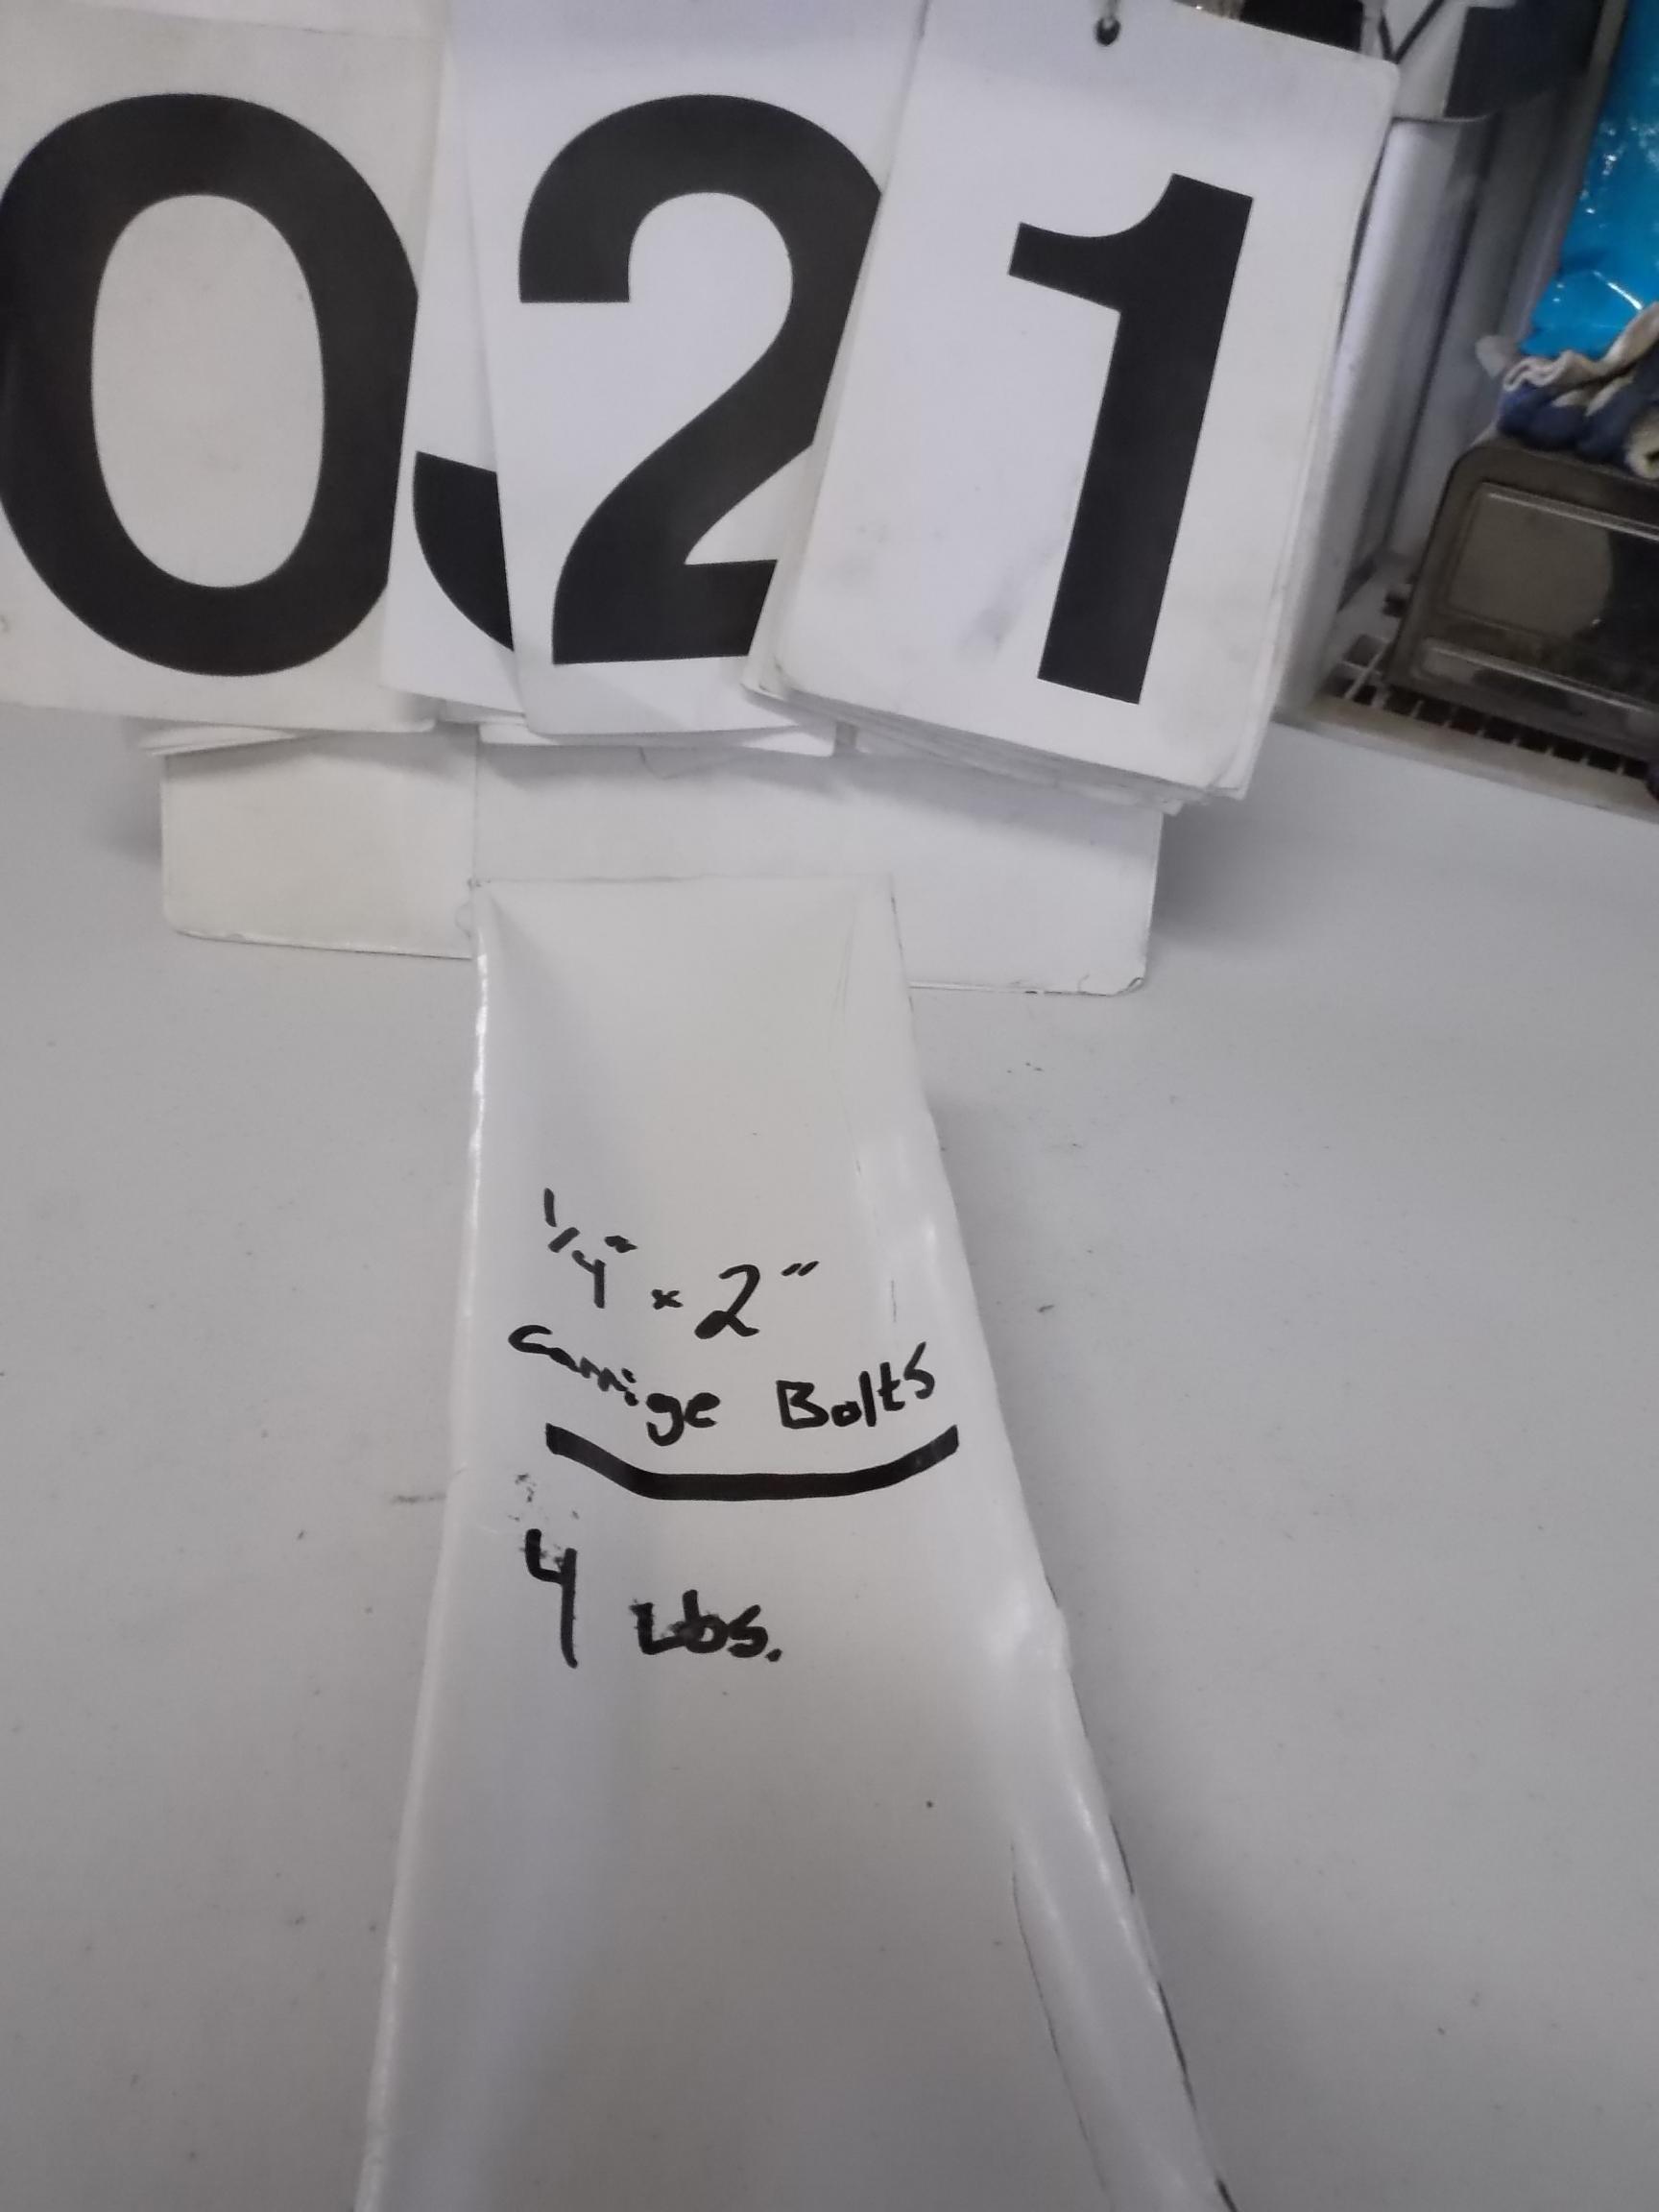 021
1/4" x 2"
Carrige Bolts
4 Lbs.